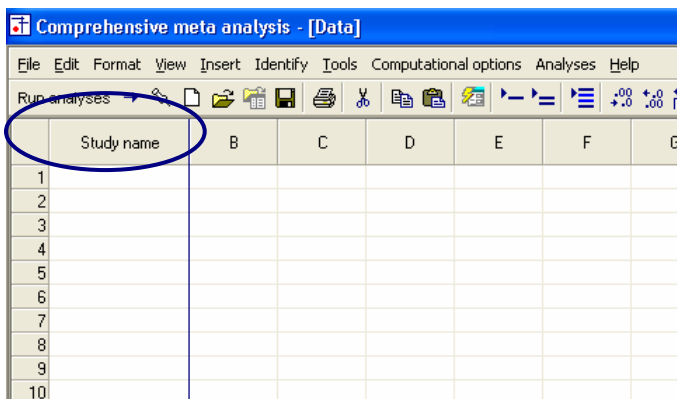 Comprehensive meta analysis - [Data]
File Edit Format View Insert Identify Tools Computational options Analyses Help
Run analyses
Study name B C D E F
1
2
3
4
5
6
7
8
9
10